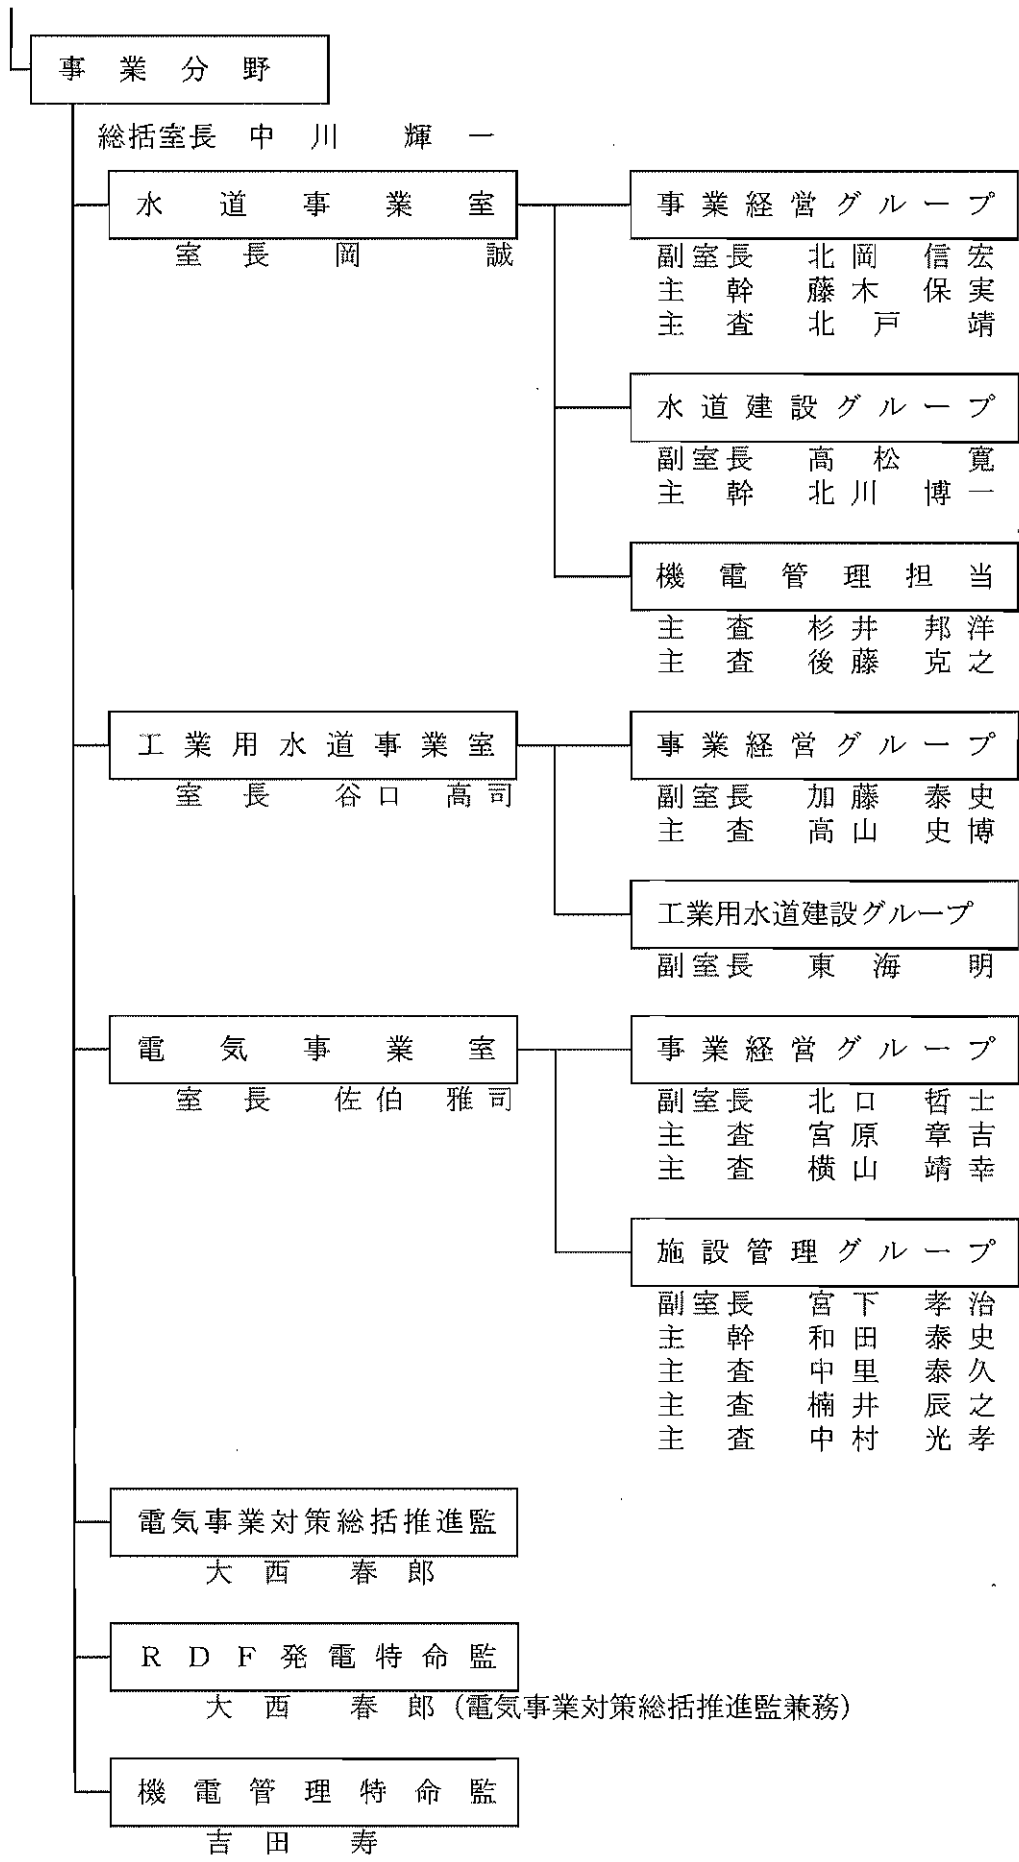 事業分野
総括室長 中川 輝一
水道事業室
室長 岡 誠
事業経営グループ
副室長 北岡 信宏
主幹 藤木 保実
主査 北戸 靖
水道建設グループ
副室長 高松 寛
主幹 北川 博一
機電管理担当
主査 杉井 邦洋
主査 後藤 克之
工業用水道事業室
室長 谷口 高司
事業経営グループ
副室長 加藤 泰史
主査 高山 史博
工業用水道建設グループ
副室長 東海 明
電気事業室
室長 佐伯 雅司
事業経営グループ
副室長 北口 哲士
主査 宮原 章吉
主査 横山 靖幸
施設管理グループ
副室長 宮下 孝治
主幹 和田 泰史
主査 中里 泰久
主査 楠井 辰之
主査 中村 光孝
電気事業対策総括推進監
大西 春郎
RDF発電特命監
大西 春郎（電気事業対策総括推進監兼務）
機電管理特命監
吉田 寿